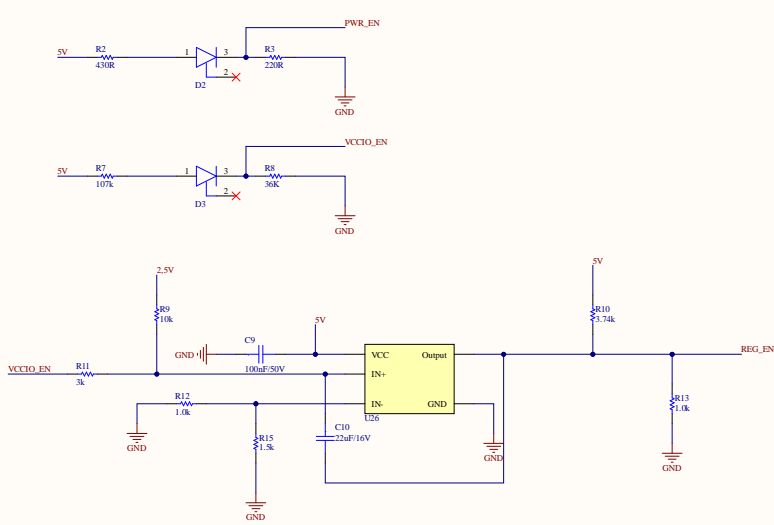 PWR_EN
5V
R2
430R
1
3
2
D2
R3
220R
GND
VCCIO_EN
5V
R7
107k
1
3
2
D3
R8
36K
GND
2,5V
R9
10k
5V
5V
R10
3.74k
C9
GND
100nF/50V
VCC
Output
IN+
IN-
GND
U26
REG_EN
VCCIO_EN
R11
3k
R12
1.0k
GND
R15
1.5k
GND
C10
22uF/16V
GND
R13
1.0k
GND